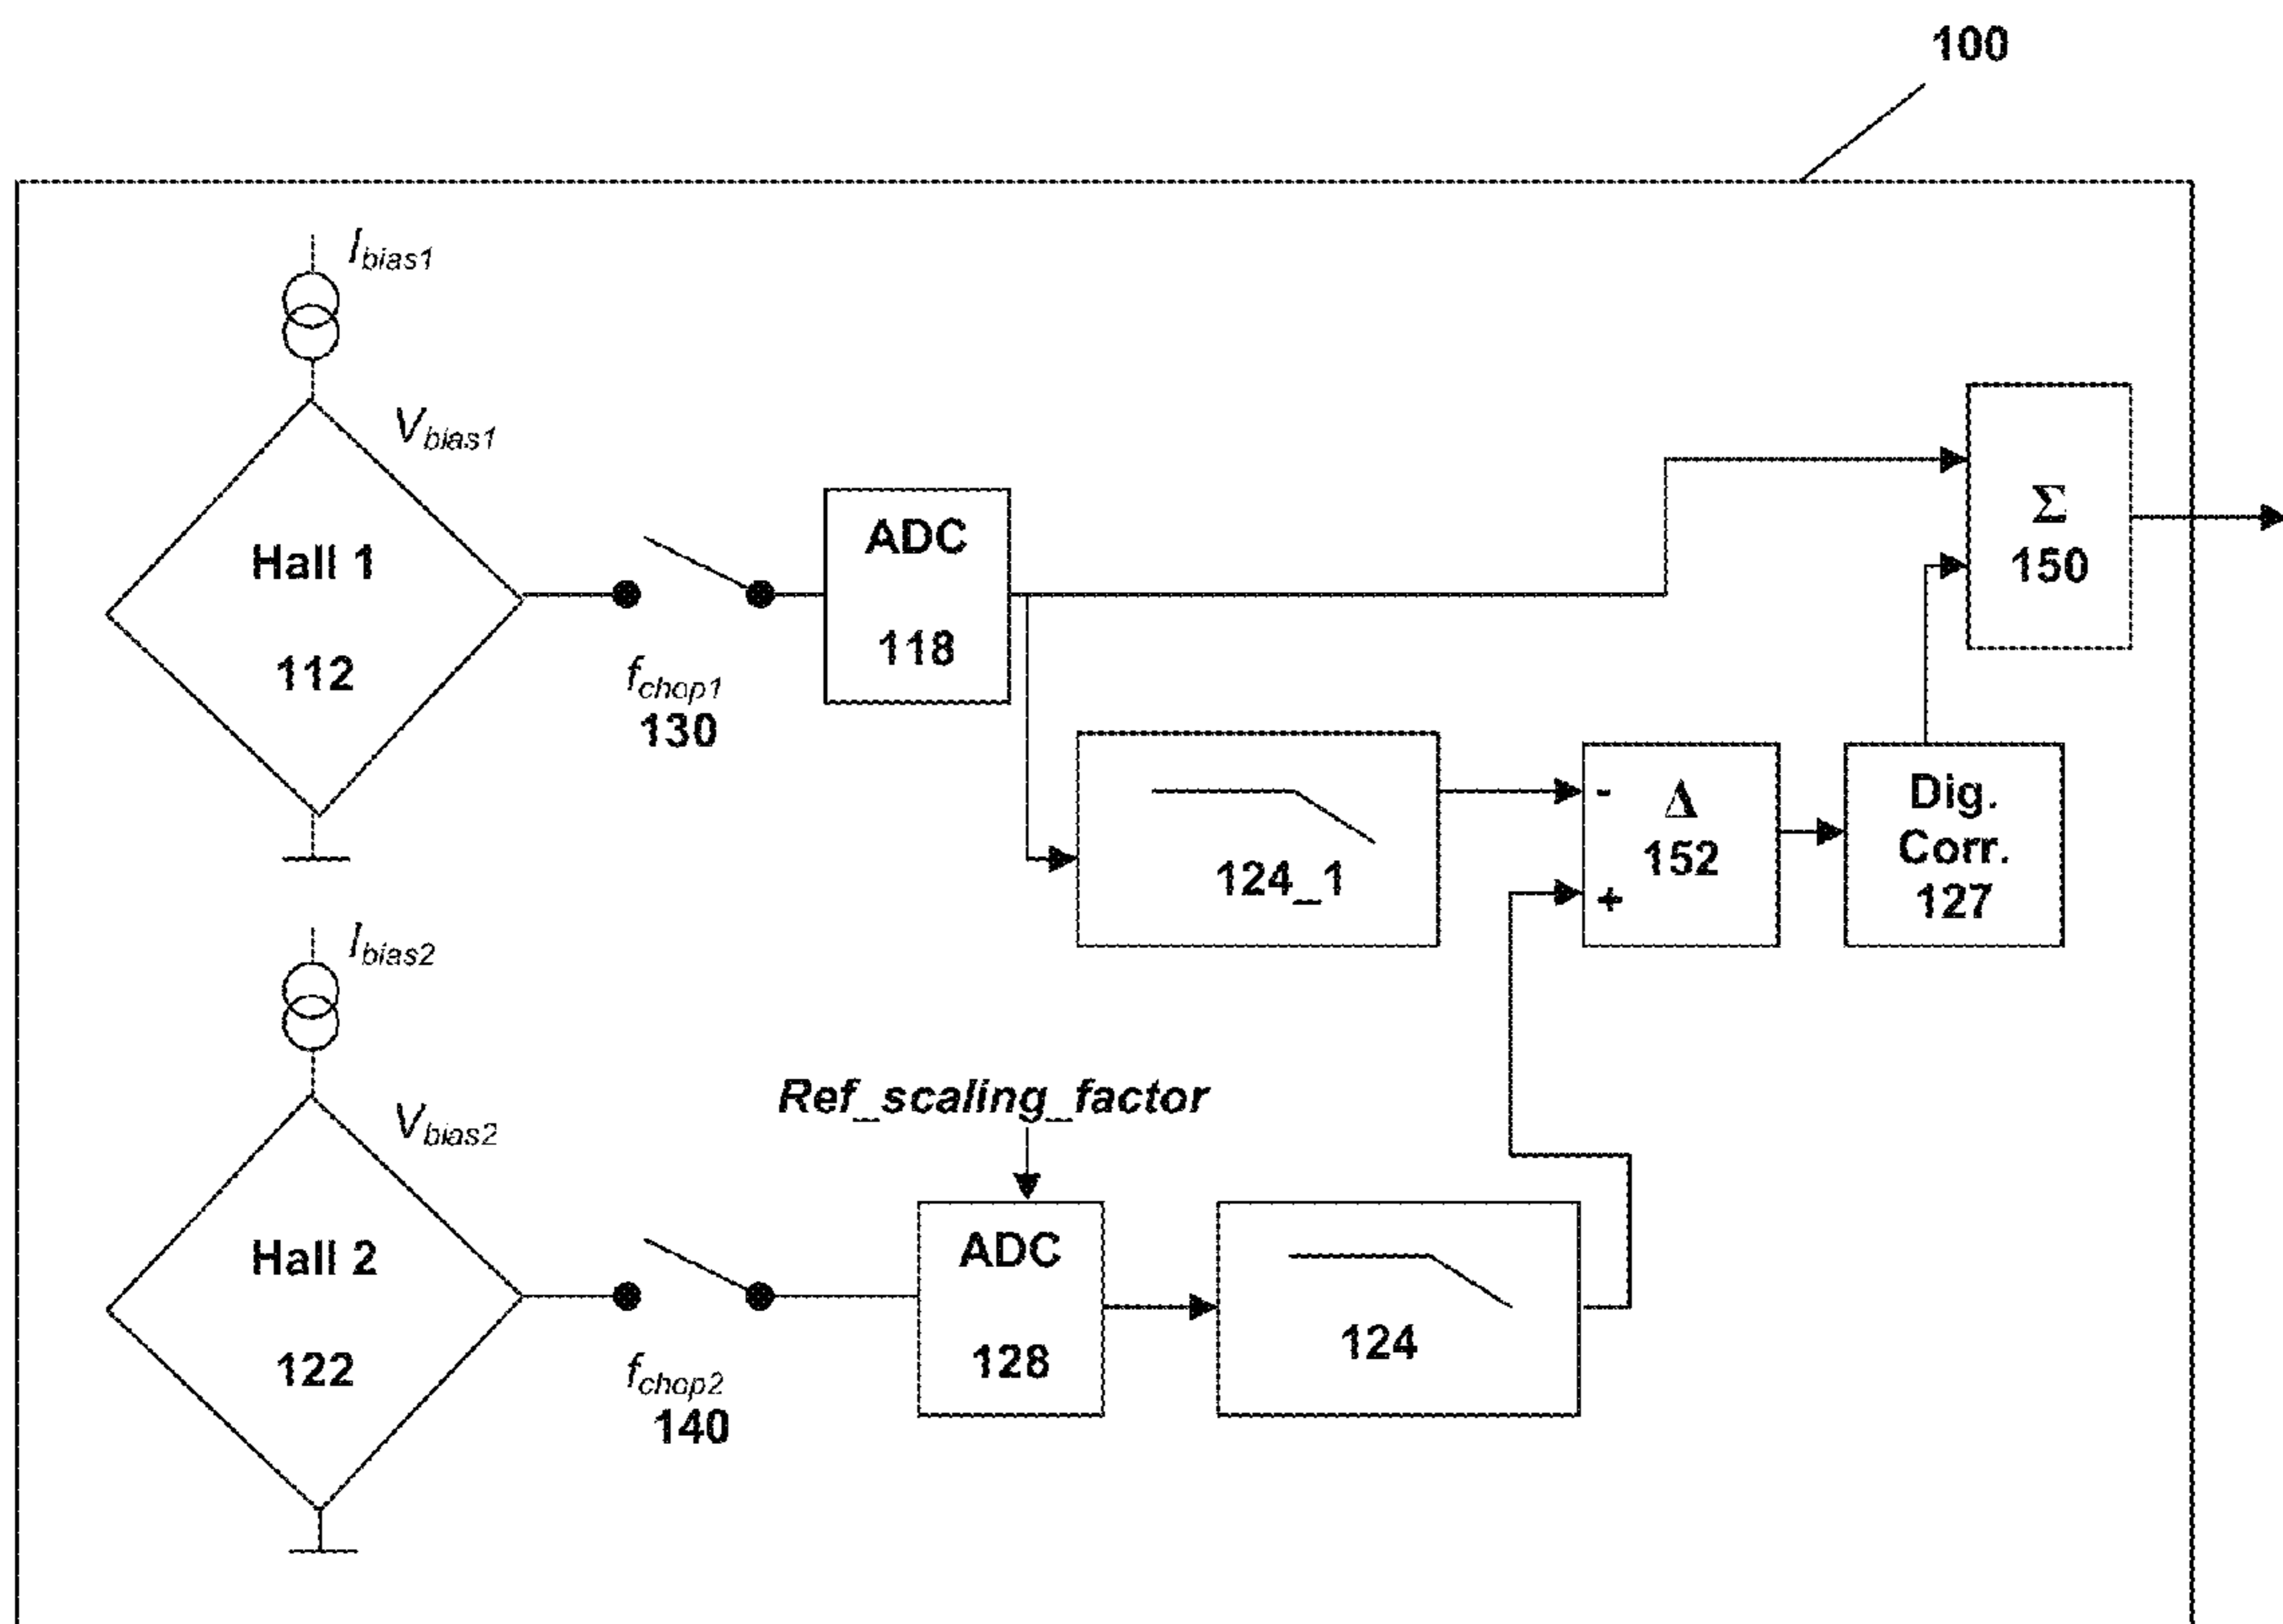 100
Ibias1
Vbias1
Hall 1
112
fchop1
130
ADC
118
Σ
150
124_1
-
+
Δ
152
Dig.
Corr.
127
Ibias2
Vbias2
Hall 2
122
fchop2
140
Ref_scaling_factor
ADC
128
124